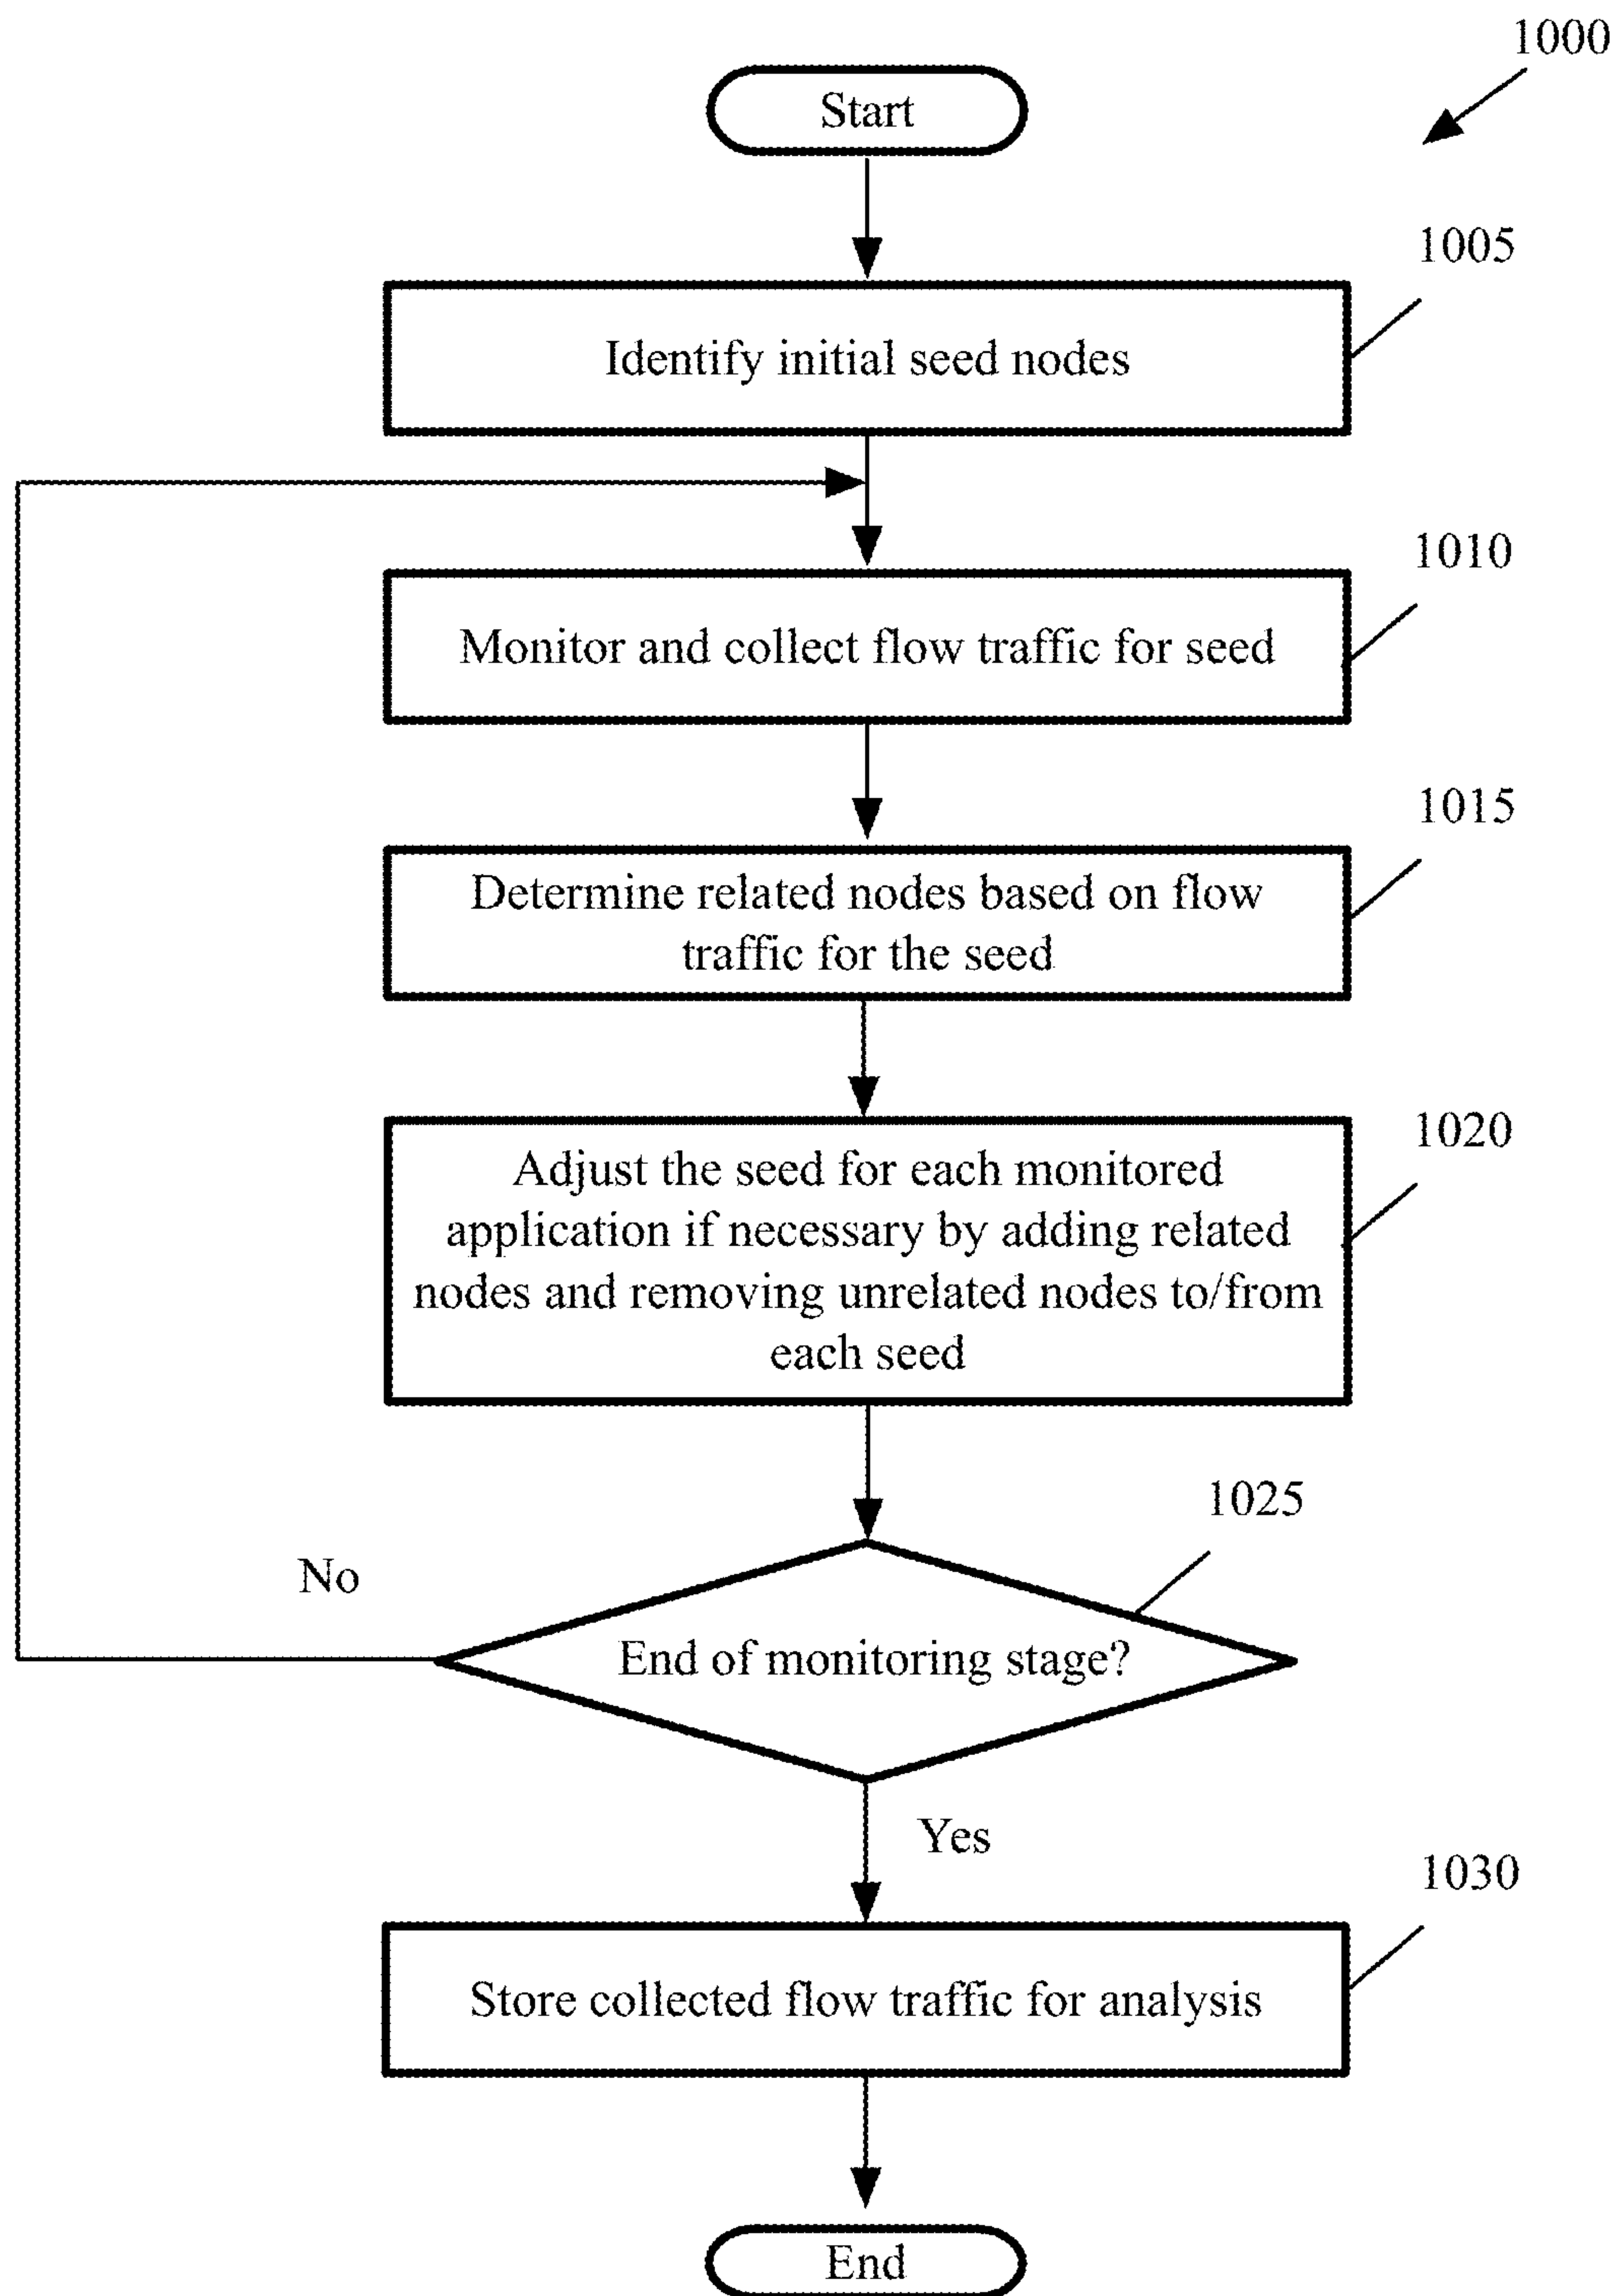 1000
Start
1005
Identify initial seed nodes
1010
Monitor and collect flow traffic for seed
1015
Determine related nodes based on flow
traffic for the seed
1020
Adjust the seed for each monitored
application if necessary by adding related
nodes and removing unrelated nodes to/from
each seed
1025
No
End of monitoring stage?
Yes
1030
Store collected flow traffic for analysis
End